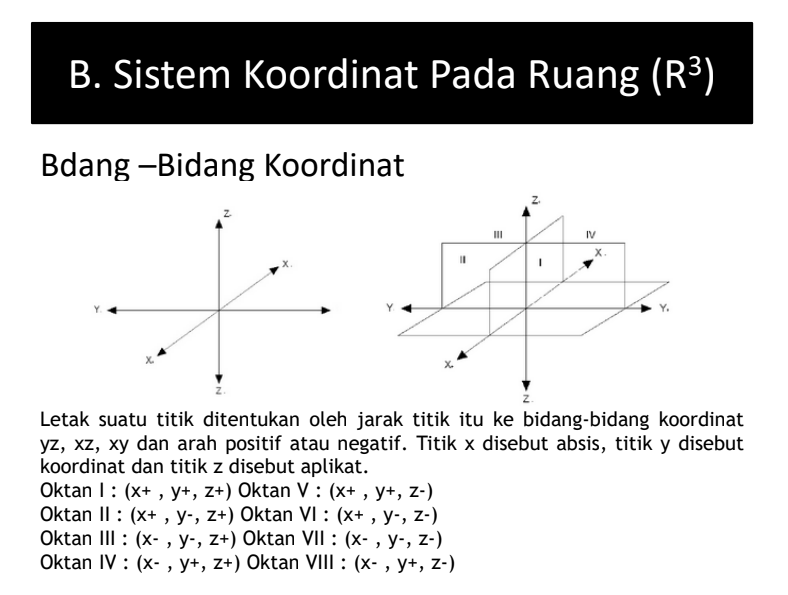 B. Sistem Koordinat Pada Ruang (R³)
Bdang –Bidang Koordinat
Z.
X.
Y.
X.
Z.
Z.
III
IV
X.
II
I
Y.
Y.
X.
Z.
Letak suatu titik ditentukan oleh jarak titik itu ke bidang-bidang koordinat
yz, xz, xy dan arah positif atau negatif. Titik x disebut absis, titik y disebut
koordinat dan titik z disebut aplikat.
Oktan I : (x+ , y+, z+) Oktan V : (x+ , y+, z-)
Oktan II : (x+ , y-, z+) Oktan VI : (x+ , y-, z-)
Oktan III : (x- , y-, z+) Oktan VII : (x- , y-, z-)
Oktan IV : (x- , y+, z+) Oktan VIII : (x- , y+, z-)